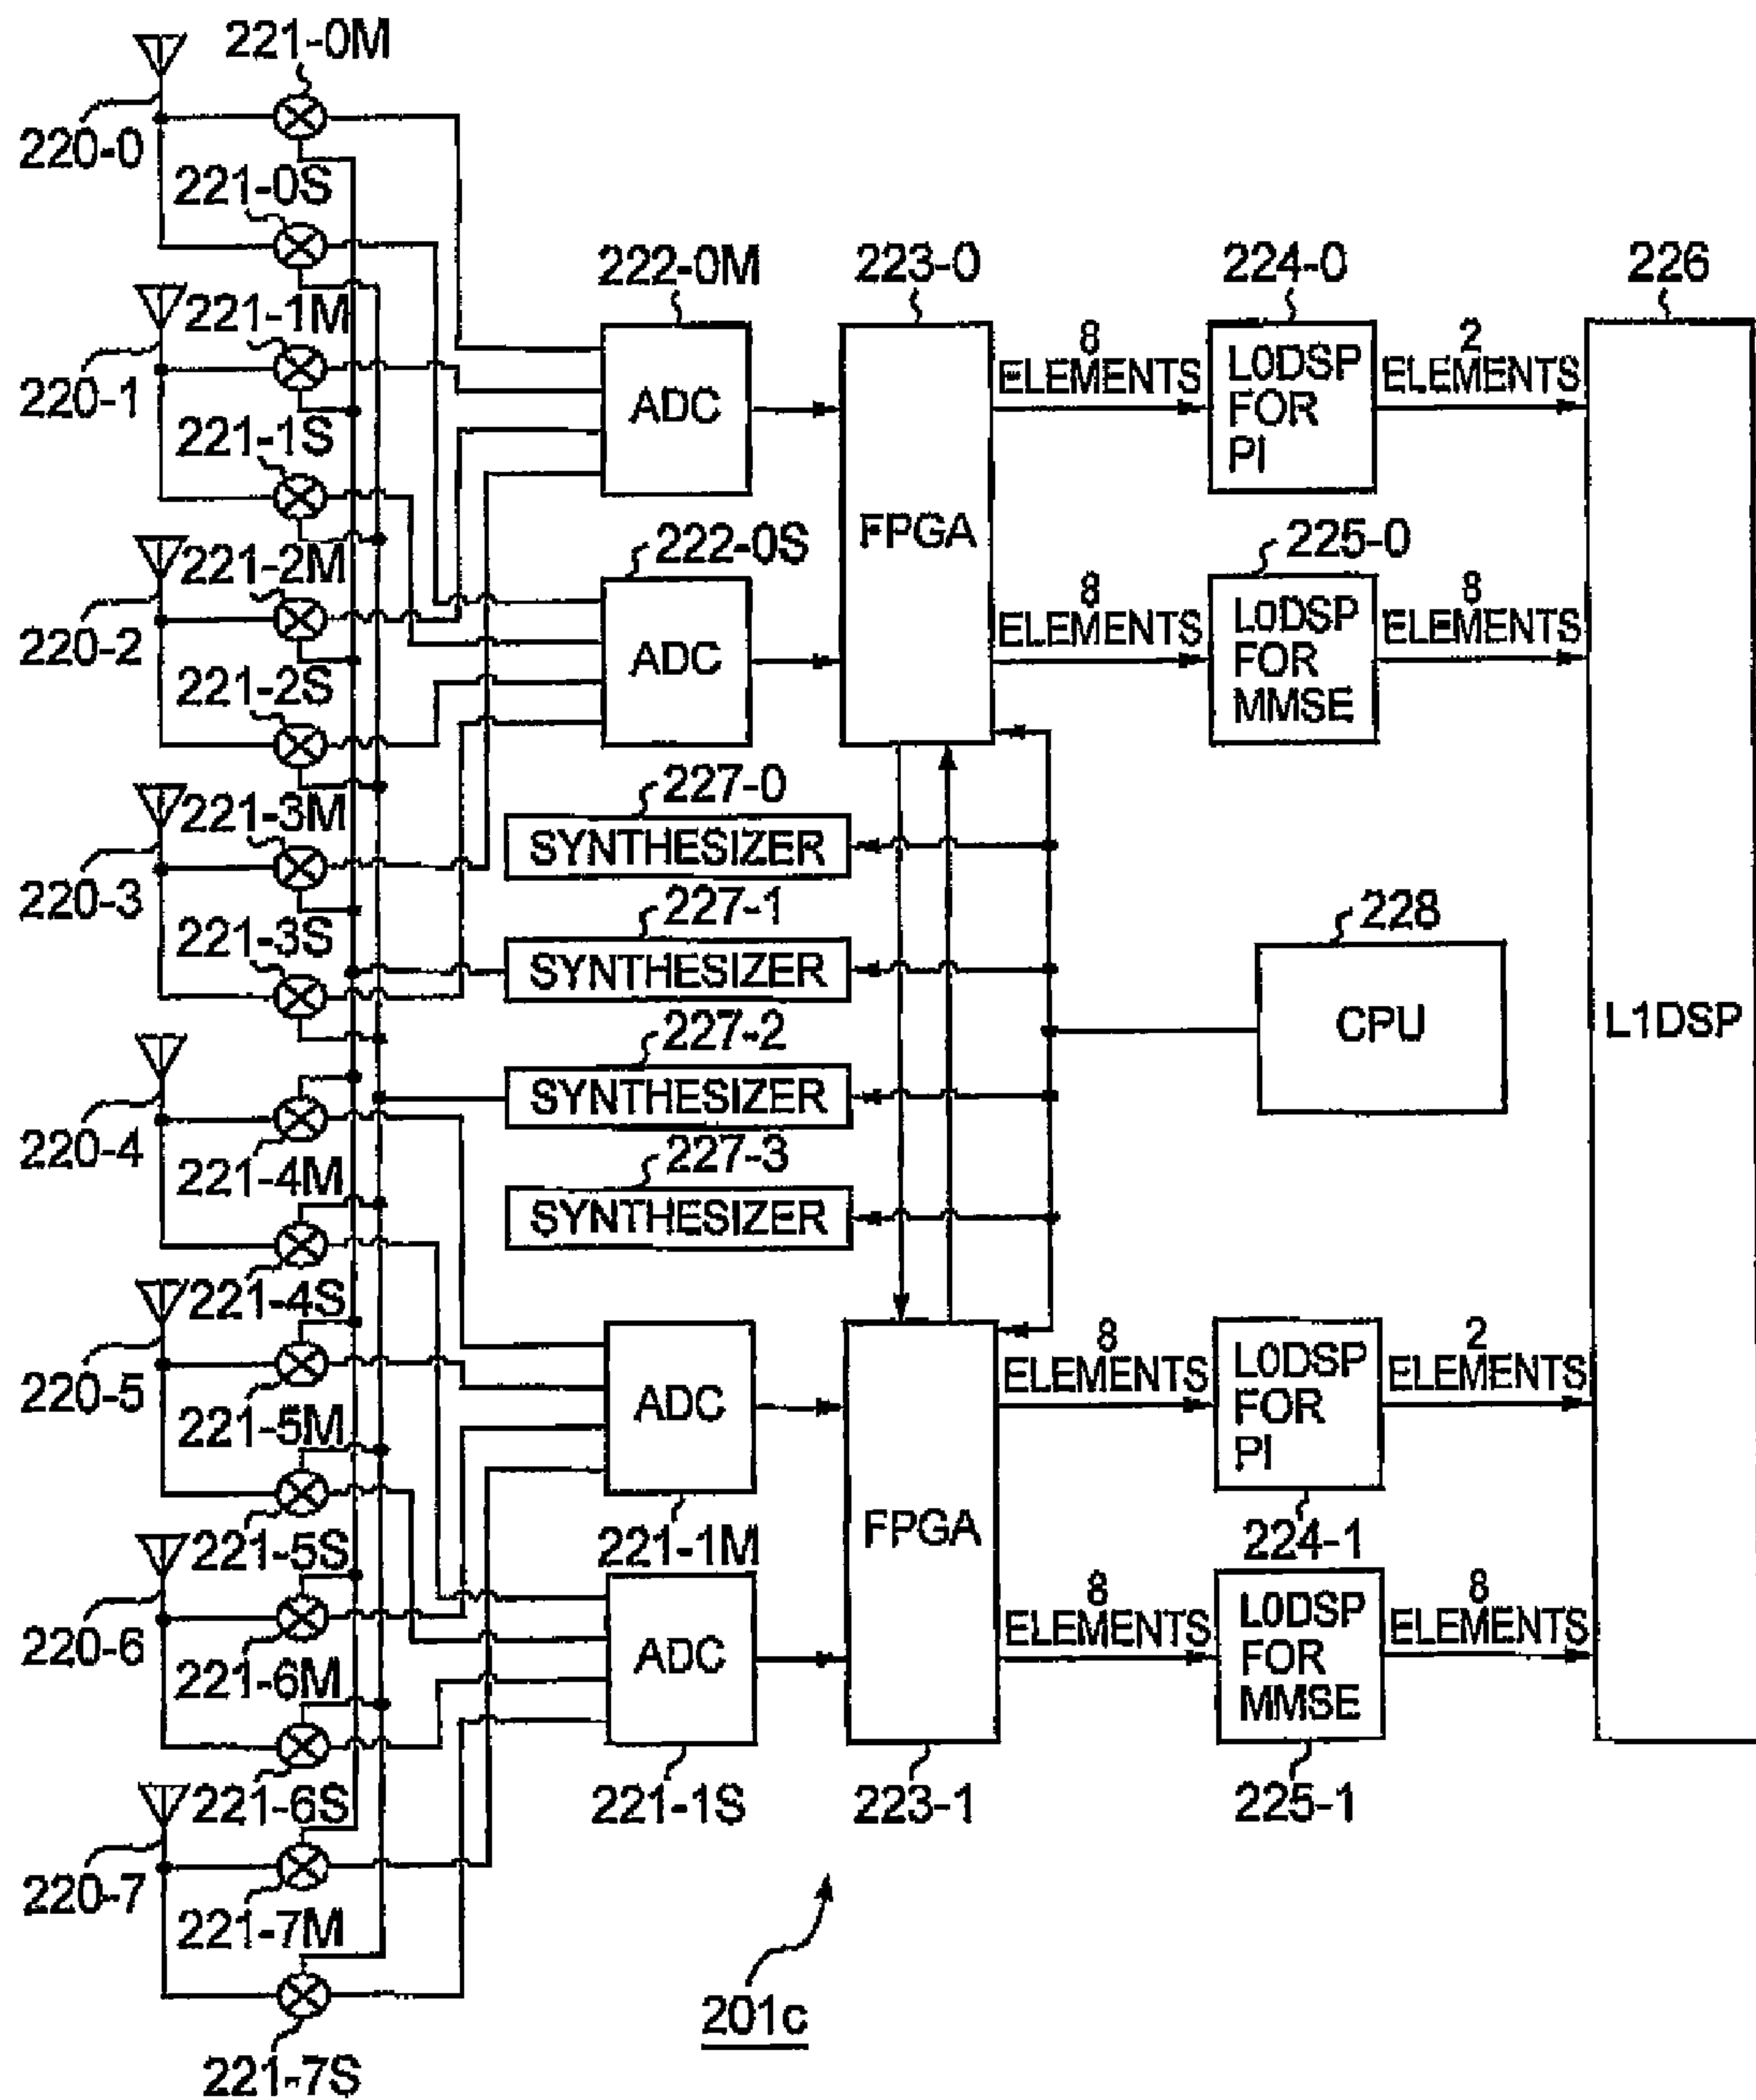 221-0M
220-0
221-0S
222-0M
223-0
224-0
226
221-1M
220-1
221-1S
ADC
FPGA
8
ELEMENTS
L0DSP
FOR
PI
2
ELEMENTS
222-0S
225-0
221-2M
220-2
221-2S
ADC
8
ELEMENTS
L0DSP
FOR
MMSE
8
ELEMENTS
227-0
SYNTHESIZER
221-3M
220-3
221-3S
227-1
SYNTHESIZER
228
CPU
L1DSP
227-2
SYNTHESIZER
220-4
221-4M
227-3
SYNTHESIZER
221-4S
220-5
221-5M
ADC
221-1M
FPGA
8
ELEMENTS
L0DSP
FOR
PI
224-1
2
ELEMENTS
221-5S
220-6
221-6M
ADC
221-1S
223-1
8
ELEMENTS
L0DSP
FOR
MMSE
225-1
8
ELEMENTS
221-6S
220-7
221-7M
221-7S
201c